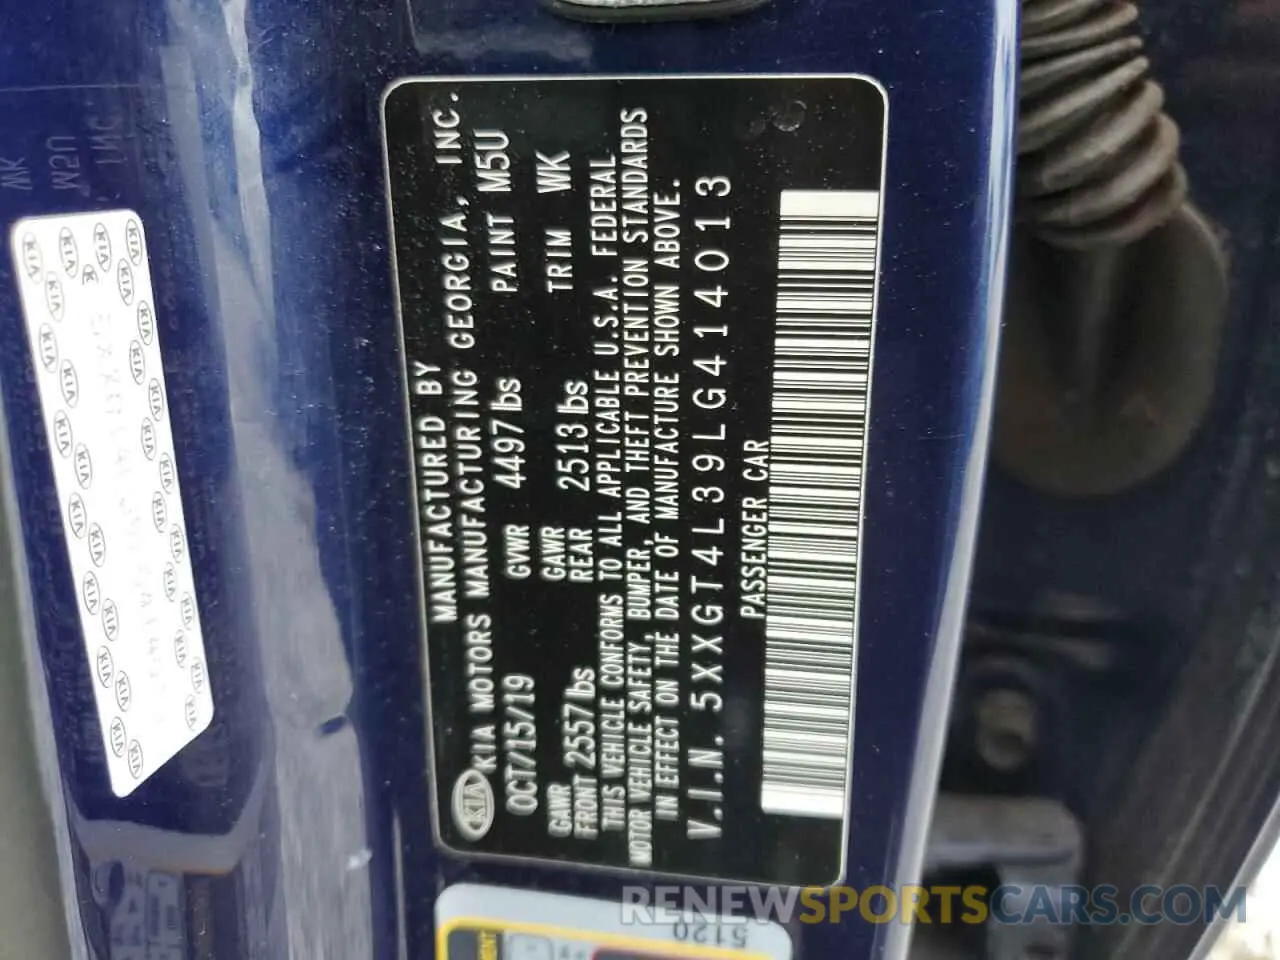 MANUFACTURED BY
KIA KIA MOTORS MANUFACTURING GEORGIA, INC.
OCT/15/19 GVWR 4497 lbs PAINT M5U
GAWR FRONT 2557 lbs GAWR REAR 2513 lbs TRIM WK
THIS VEHICLE CONFORMS TO ALL APPLICABLE U.S.A. FEDERAL
MOTOR VEHICLE SAFETY, BUMPER, AND THEFT PREVENTION STANDARDS
IN EFFECT ON THE DATE OF MANUFACTURE SHOWN ABOVE.
V.I.N. 5XXGT4L39LG414013
PASSENGER CAR
5120
RENEWSPORTSCARS.COM